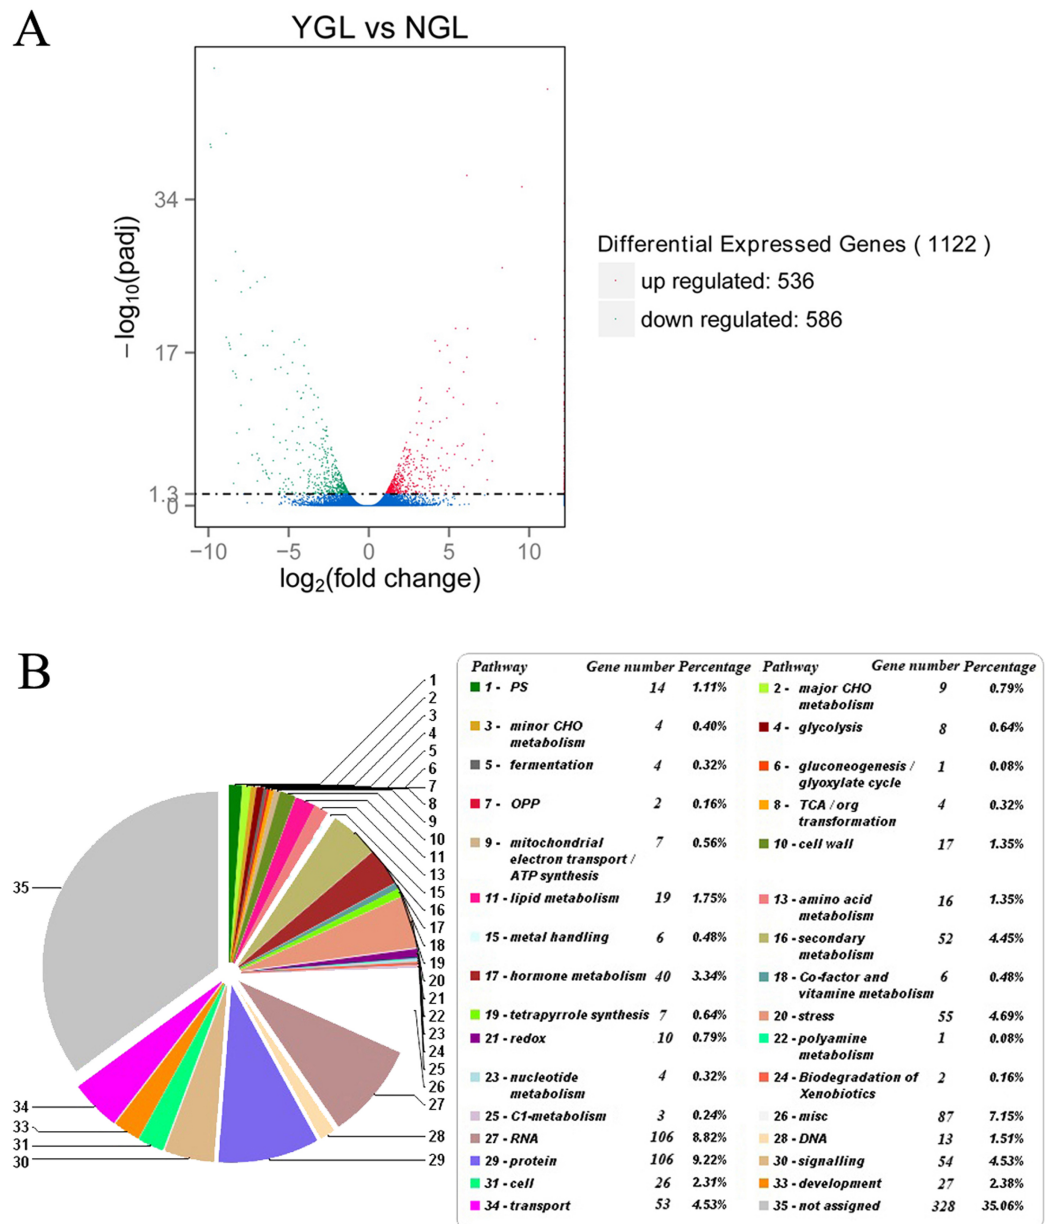 A
YGL vs NGL
34
17
1.3
0
− log10(padj)
−10 −5 0 5 10
log2(fold change)
Differential Expressed Genes ( 1122 )
up regulated: 536
down regulated: 586
B
1
2
3
4
5
6
7
8
9
10
11
13
15
16
17
18
19
20
21
22
23
24
25
26
27
28
29
35
34
33
31
30
Pathway Gene number Percentage Pathway Gene number Percentage
1 - PS 14 1.11% 2 - major CHO 9 0.79%
metabolism
3 - minor CHO 4 0.40% 4 - glycolysis 8 0.64%
metabolism
5 - fermentation 4 0.32% 6 - gluconeogenesis / 1 0.08%
glyoxylate cycle
7 - OPP 2 0.16% 8 - TCA / org 4 0.32%
transformation
9 - mitochondrial 7 0.56% 10 - cell wall 17 1.35%
electron transport /
ATP synthesis
11 - lipid metabolism 19 1.75% 13 - amino acid 16 1.35%
metabolism
15 - metal handling 6 0.48% 16 - secondary 52 4.45%
metabolism
17 - hormone metabolism 40 3.34% 18 - Co-factor and 6 0.48%
vitamine metabolism
19 - tetrapyrrole synthesis 7 0.64% 20 - stress 55 4.69%
21 - redox 10 0.79% 22 - polyamine 1 0.08%
metabolism
23 - nucleotide 4 0.32% 24 - Biodegradation of 2 0.16%
metabolism Xenobiotics
25 - C1-metabolism 3 0.24% 26 - misc 87 7.15%
27 - RNA 106 8.82% 28 - DNA 13 1.51%
29 - protein 106 9.22% 30 - signalling 54 4.53%
31 - cell 26 2.31% 33 - development 27 2.38%
34 - transport 53 4.53% 35 - not assigned 328 35.06%